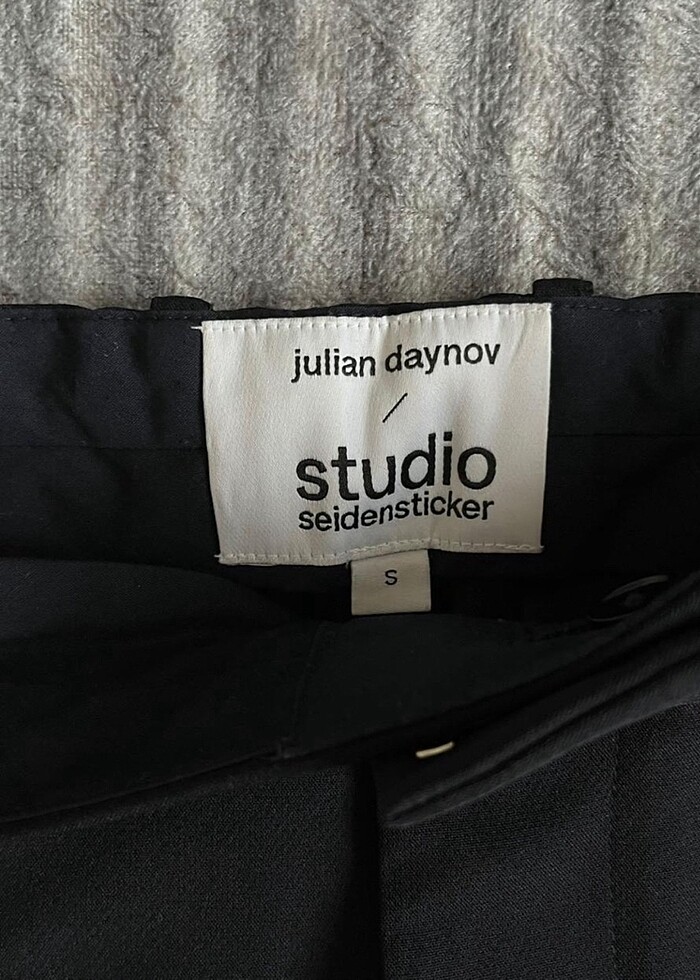 julian daynov
/
studio
seidensticker
S